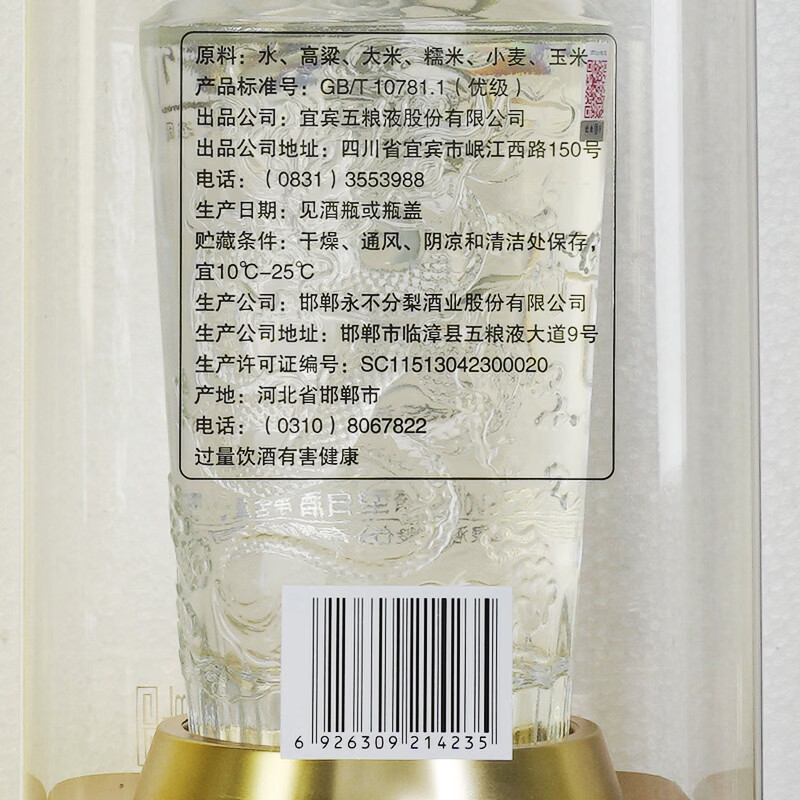 原料：水、高粱、大米、糯米、小麦、玉米
产品标准号：GB/T 10781.1（优级）
出品公司：宜宾五粮液股份有限公司
出品公司地址：四川省宜宾市岷江西路150号
电话：（0831）3553988
生产日期：见酒瓶或瓶盖
贮藏条件：干燥、通风、阴凉和清洁处保存，
宜10℃-25℃
生产公司：邯郸永不分梨酒业股份有限公司
生产公司地址：邯郸市临漳县五粮液大道9号
生产许可证编号：SC11513042300020
产地：河北省邯郸市
电话：（0310）8067822
过量饮酒有害健康
6 926309 214235